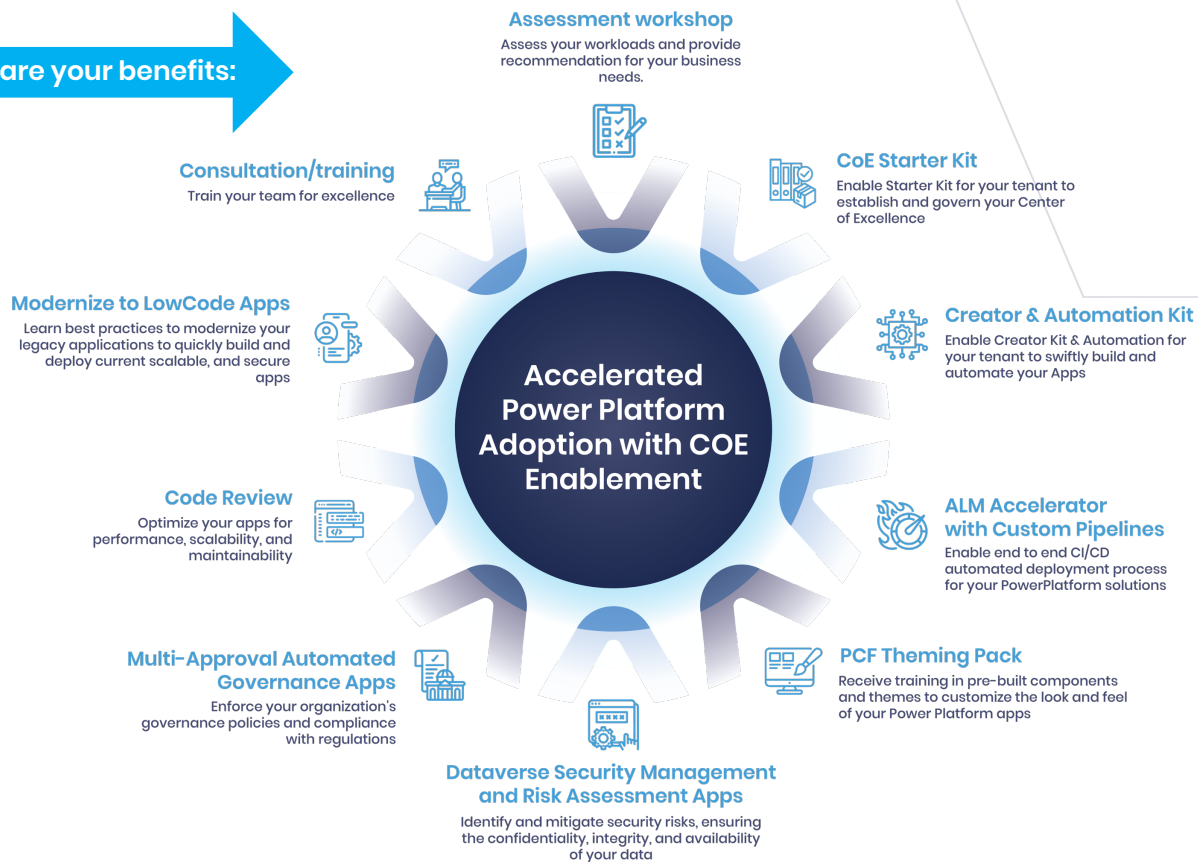 are your benefits:
Assessment workshop
Assess your workloads and provide
recommendation for your business
needs.
CoE Starter Kit
Enable Starter Kit for your tenant to
establish and govern your Center
of Excellence
Creator & Automation Kit
Enable Creator Kit & Automation for
your tenant to swiftly build and
automate your Apps
ALM Accelerator
with Custom Pipelines
Enable end to end CI/CD
automated deployment process
for your PowerPlatform solutions
PCF Theming Pack
Receive training in pre-built components
and themes to customize the look and feel
of your Power Platform apps
Dataverse Security Management
and Risk Assessment Apps
Identify and mitigate security risks, ensuring
the confidentiality, integrity, and availability
of your data
Multi-Approval Automated
Governance Apps
Enforce your organization's
governance policies and compliance
with regulations
Code Review
Optimize your apps for
performance, scalability, and
maintainability
Modernize to LowCode Apps
Learn best practices to modernize your
legacy applications to quickly build and
deploy current scalable, and secure
apps
Consultation/training
Train your team for excellence
Accelerated
Power Platform
Adoption with COE
Enablement